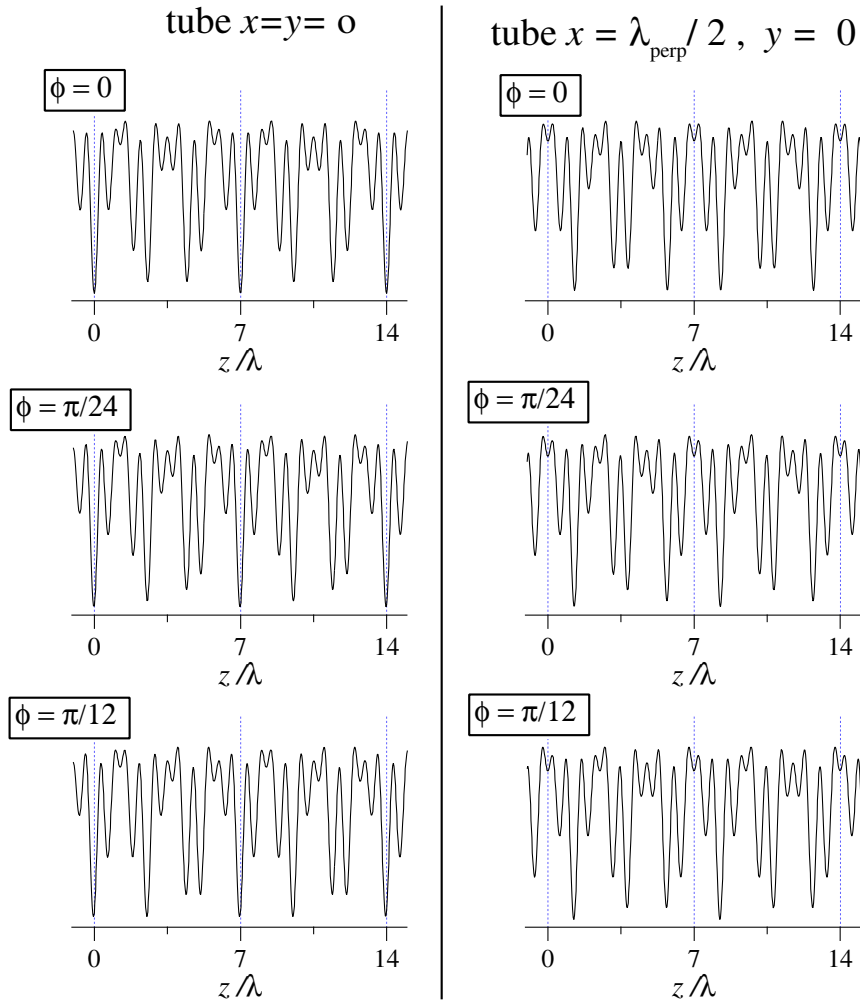 tube x=y= o
tube x = λperp/ 2 , y = 0
ϕ = 0
ϕ = 0
0 7 14
z /λ
0 7 14
z /λ
ϕ = π/24
ϕ = π/24
0 7 14
z /λ
0 7 14
z /λ
ϕ = π/12
ϕ = π/12
0 7 14
z /λ
0 7 14
z /λ